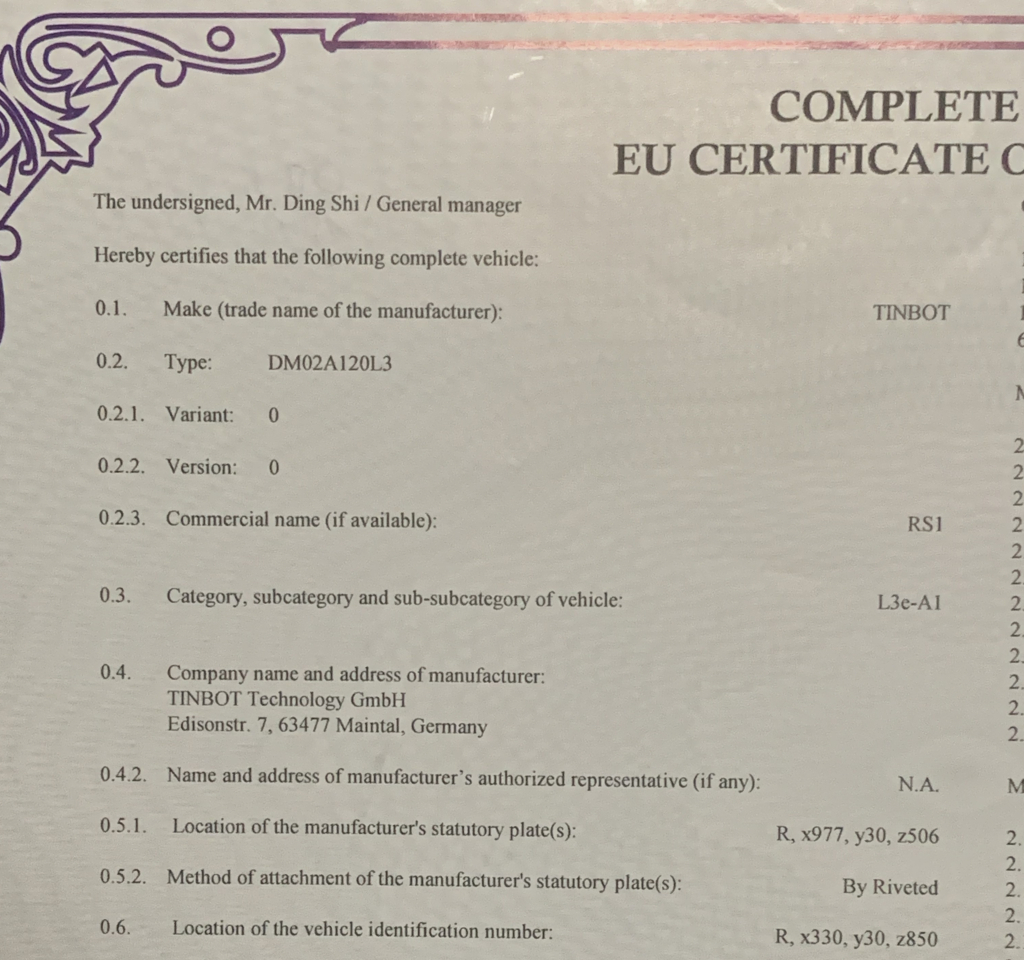 COMPLETE
EU CERTIFICATE
The undersigned, Mr. Ding Shi / General manager
Hereby certifies that the following complete vehicle:
0.1. Make (trade name of the manufacturer): TINBOT
0.2. Type: DM02A120L3
0.2.1. Variant: 0
0.2.2. Version: 0
0.2.3. Commercial name (if available): RS1
0.3. Category, subcategory and sub-subcategory of vehicle: L3e-A1
0.4. Company name and address of manufacturer:
TINBOT Technology GmbH
Edisonstr. 7, 63477 Maintal, Germany
0.4.2. Name and address of manufacturer's authorized representative (if any): N.A.
0.5.1. Location of the manufacturer's statutory plate(s): R, x977, y30, z506
0.5.2. Method of attachment of the manufacturer's statutory plate(s): By Riveted
0.6. Location of the vehicle identification number: R, x330, y30, z850